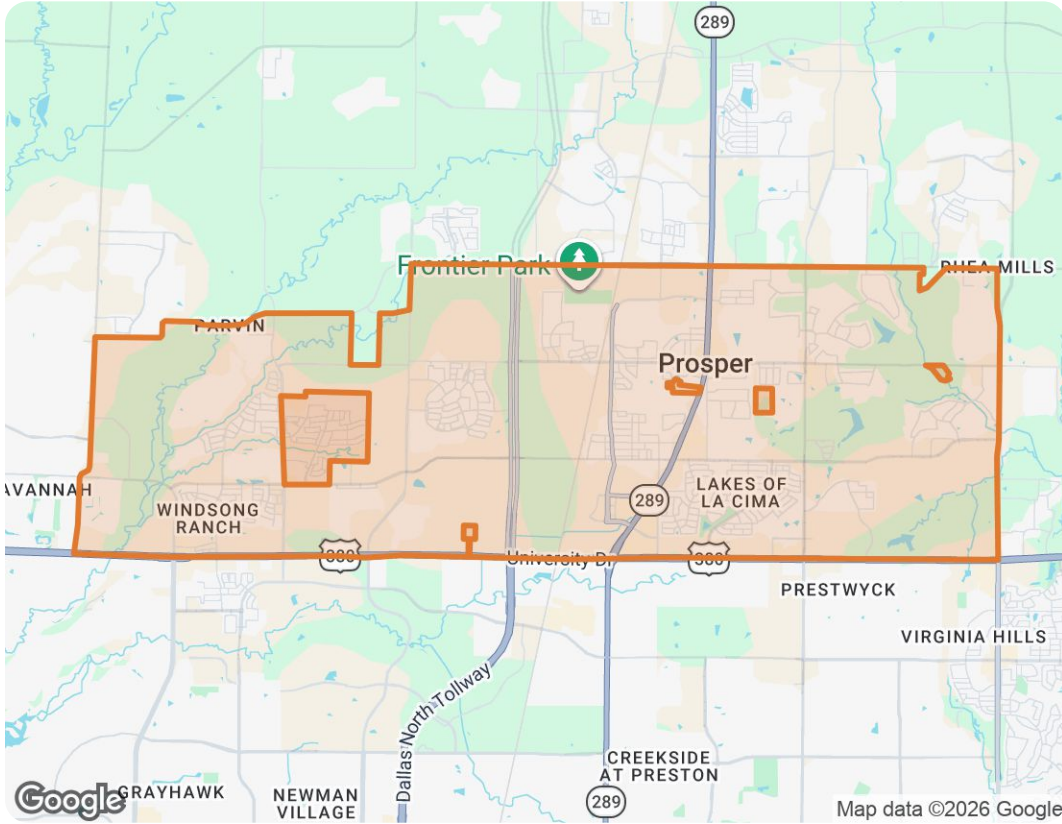 289
Frontier Park
RHEA MILLS
PARVIN
Prosper
AVANNAH
WINDSONG
RANCH
LAKES OF
LA CIMA
289
380
University Dr
380
PRESTWYCK
VIRGINIA HILLS
Dallas North Tollway
CREEKSIDE
AT PRESTON
GRAYHAWK
NEWMAN
VILLAGE
289
Google
Map data ©2026 Google